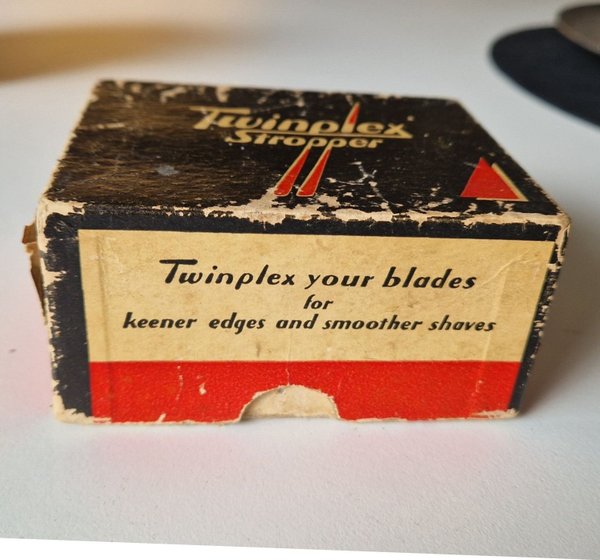 Twinplex
Stropper
Twinplex your blades
for
keener edges and smoother shaves